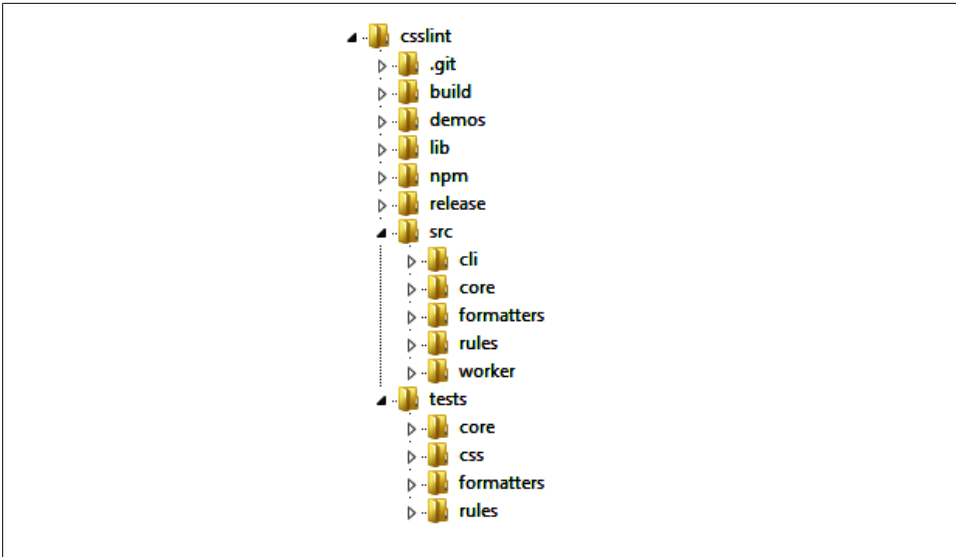 csslint
.git
build
demos
lib
npm
release
src
cli
core
formatters
rules
worker
tests
core
css
formatters
rules